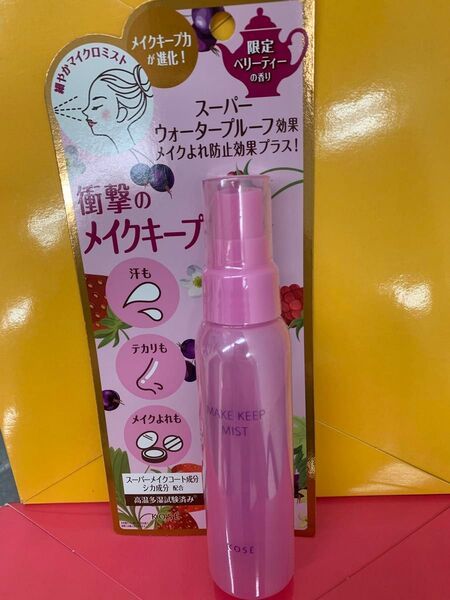 細やかマイクロミスト
メイクキープ力
が進化!
限定
ベリーティー
の香り
スーパー
ウォータープルーフ効果
メイクよれ防止効果プラス!
衝撃の
メイクキープ
汗も
テカリも
メイクよれも
スーパーメイクコート成分
シカ成分 配合
高温多湿試験済み
KOSÉ
MAKE KEEP
MIST
KOSÉ